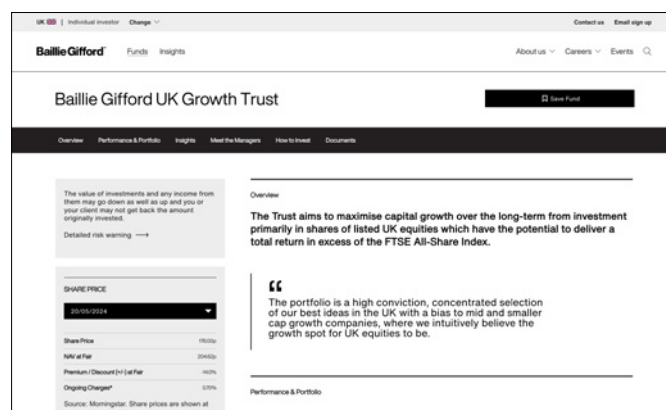 UK | Individual investor Change
Contact us Email sign up
Baillie Gifford
Funds Insights
About us Careers Events
Baillie Gifford UK Growth Trust
Save Fund
Overview Performance & Portfolio Insights Meet the Managers How to Invest Documents
The value of investments and any income from
them may go down as well as up and you or
your client may not get back the amount
originally invested.
Detailed risk warning →
SHARE PRICE
20/05/2024
Share Price
NAV at Fair
Premium / Discount (+/-) at Fair
Ongoing Charges*
Source: Morningstar. Share prices are shown at
Overview
The Trust aims to maximise capital growth over the long-term from investment
primarily in shares of listed UK equities which have the potential to deliver a
total return in excess of the FTSE All-Share Index.
“
The portfolio is a high conviction, concentrated selection
of our best ideas in the UK with a bias to mid and smaller
cap growth companies, where we intuitively believe the
growth spot for UK equities to be.
Performance & Portfolio